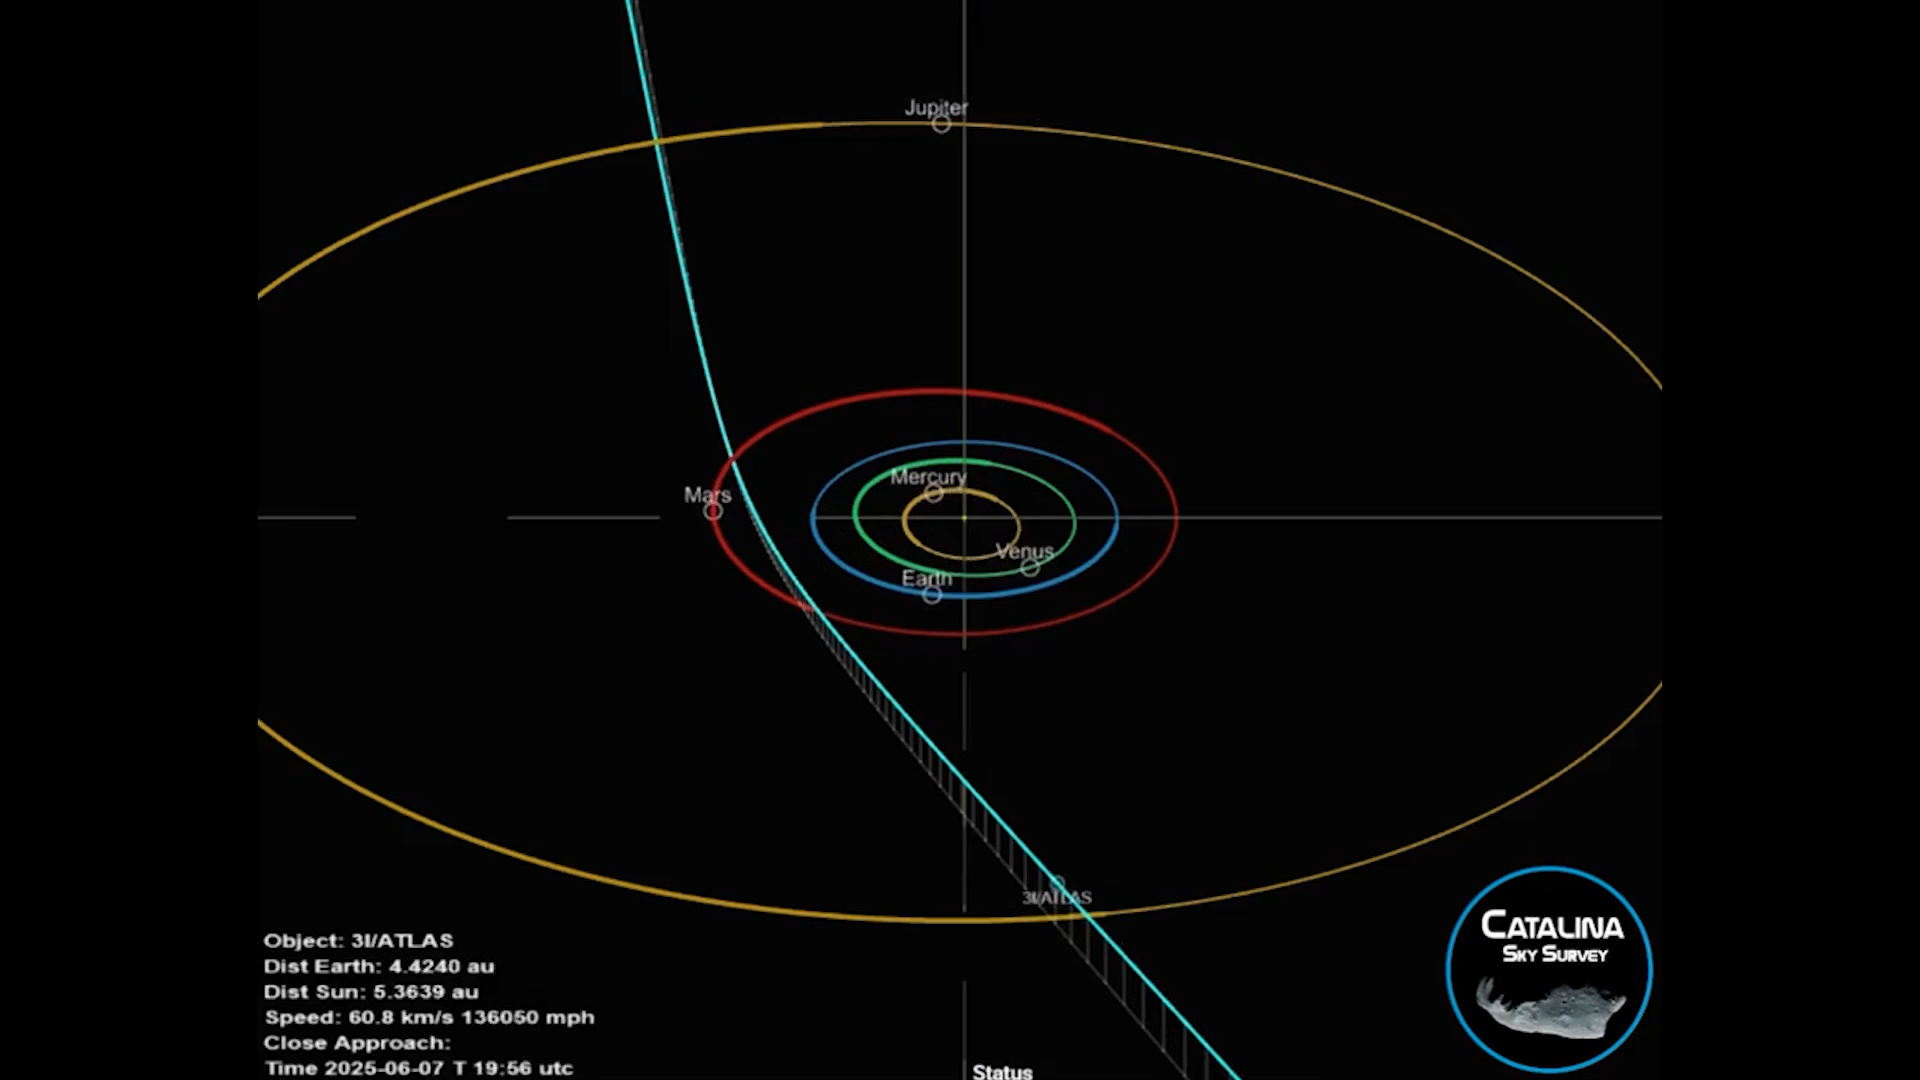 Jupiter
Mercury
Mars
Venus
Earth
3I/ATLAS
Object: 3I/ATLAS
Dist Earth: 4.4240 au
Dist Sun: 5.3639 au
Speed: 60.8 km/s 136050 mph
Close Approach:
Time 2025-06-07 T 19:56 utc
Status
CATALINA
SKY SURVEY